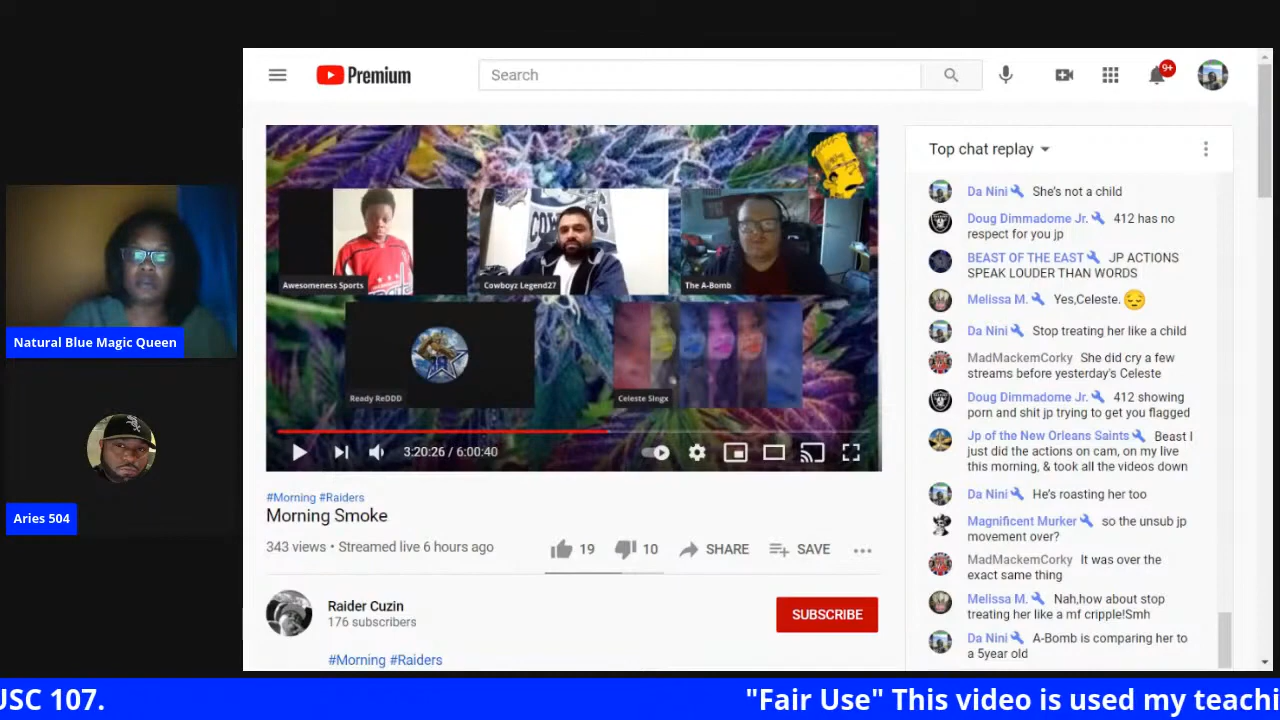 Premium
Search
9+
Awesomeness Sports
Cowboyz Legend27
The A-Bomb
Ready ReDDD
Celeste SIngx
3:20:26 / 6:00:40
#Morning #Raiders
Morning Smoke
343 views • Streamed live 6 hours ago
19
10
SHARE
SAVE
Raider Cuzin
176 subscribers
SUBSCRIBE
#Morning #Raiders
Top chat replay
Da Nini She's not a child
Doug Dimmadome Jr. 412 has no
respect for you jp
BEAST OF THE EAST JP ACTIONS
SPEAK LOUDER THAN WORDS
Melissa M. Yes,Celeste. 😔
Da Nini Stop treating her like a child
MadMackemCorky She did cry a few
streams before yesterday's Celeste
Doug Dimmadome Jr. 412 showing
porn and shit jp trying to get you flagged
Jp of the New Orleans Saints Beast I
just did the actions on cam, on my live
this morning, & took all the videos down
Da Nini He's roasting her too
Magnificent Murker so the unsub jp
movement over?
MadMackemCorky It was over the
exact same thing
Melissa M. Nah,how about stop
treating her like a mf cripple!Smh
Da Nini A-Bomb is comparing her to
a 5year old
Natural Blue Magic Queen
Aries 504
USC 107. "Fair Use" This video is used my teachi